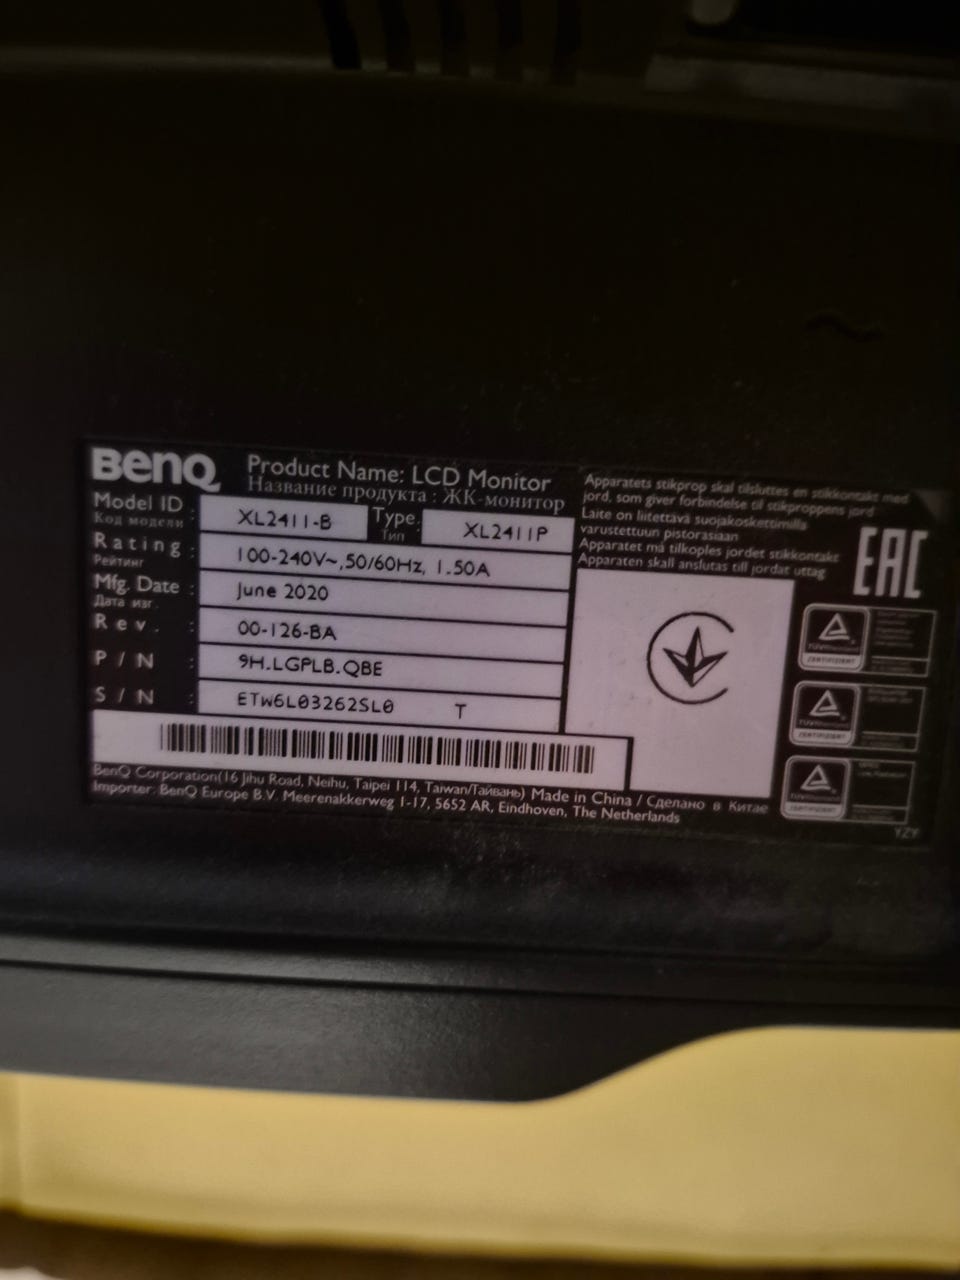 BenQ
Product Name: LCD Monitor
Название продукта : ЖК-монитор
Model ID : XL2411-B Type: XL2411P
Код модели Тип
Rating : 100-240V~,50/60Hz, 1.50A
Рейтинг
Mfg. Date : June 2020
Дата изг.
Rev. : 00-126-BA
P/N : 9H.LGPLB.QBE
S/N : ETW6L03262SL0 T
BenQ Corporation(16 Jihu Road, Neihu, Taipei 114, Taiwan/Тайвань) Made in China / Сделано в Китае
Importer: BenQ Europe B.V. Meerenakkerweg 1-17, 5652 AR, Eindhoven, The Netherlands
Apparatets stikprop skal tilsluttes en stikkontakt med
jord, som giver forbindelse til stikproppens jord
Laite on liitettävä suojakoskettimilla
varustettuun pistorasiaan
Apparatet må tilkoples jordet stikkontakt
Apparaten skall anslutas till jordat uttag
EAC
ZERTIFIZIERT
ZERTIFIZIERT
ZERTIFIZIERT
YZY